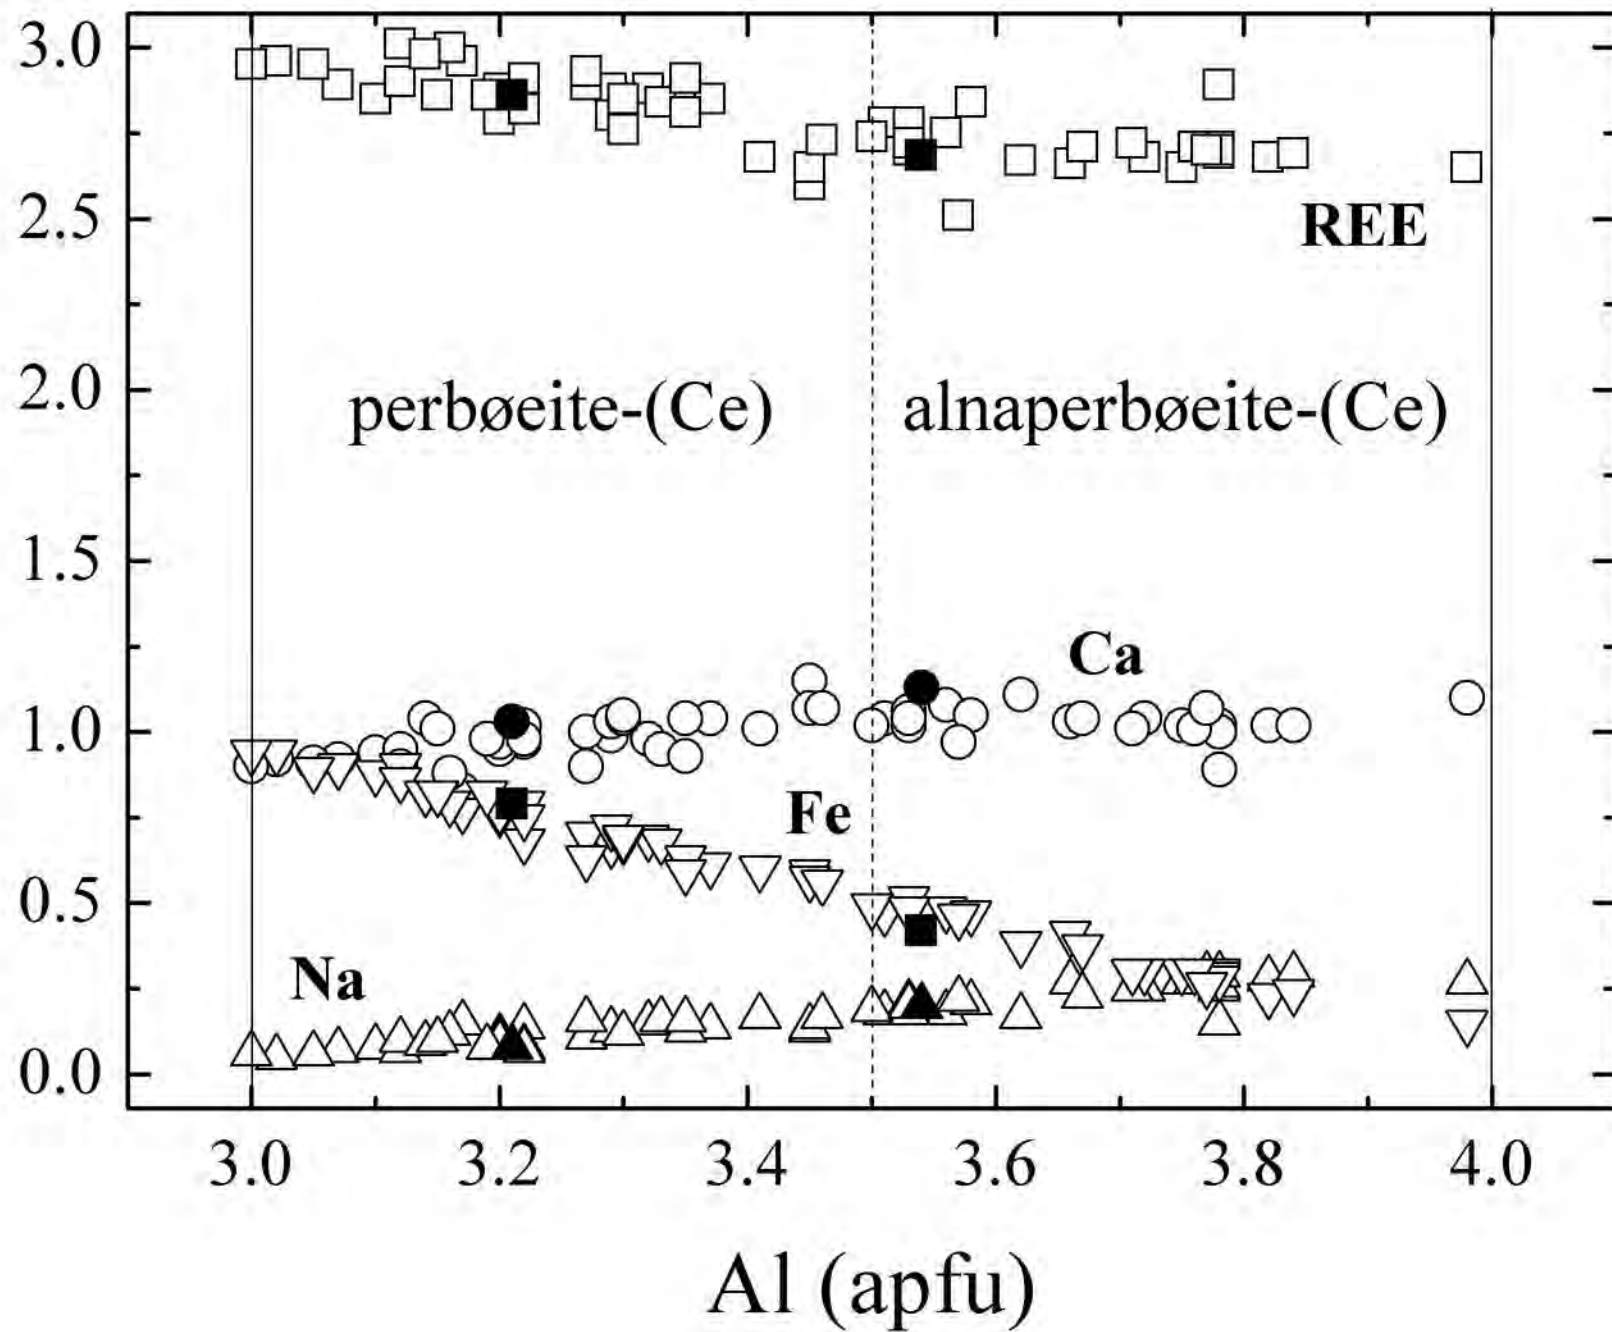 3.0
2.5
REE
2.0
perbøeite-(Ce)
alnaperbøeite-(Ce)
1.5
Ca
1.0
Fe
0.5
Na
0.0
3.0 3.2 3.4 3.6 3.8 4.0
Al (apfu)